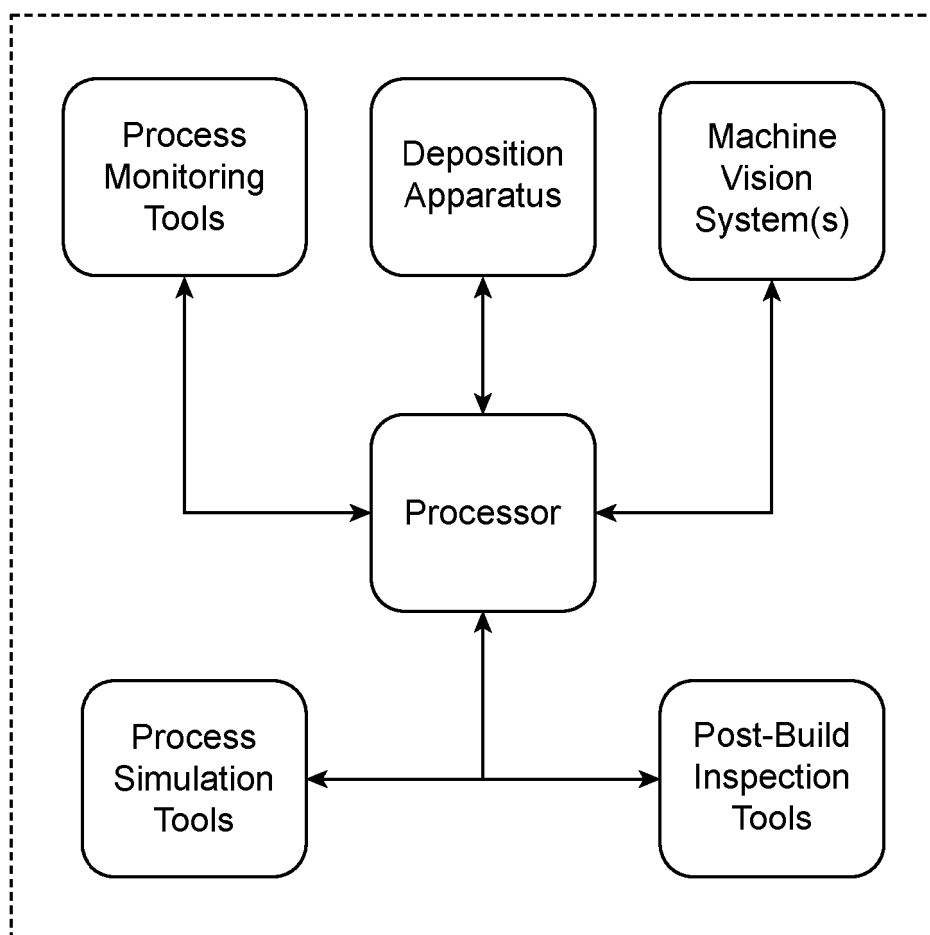 Process
Monitoring
Tools
Deposition
Apparatus
Machine
Vision
System(s)
Processor
Process
Simulation
Tools
Post-Build
Inspection
Tools